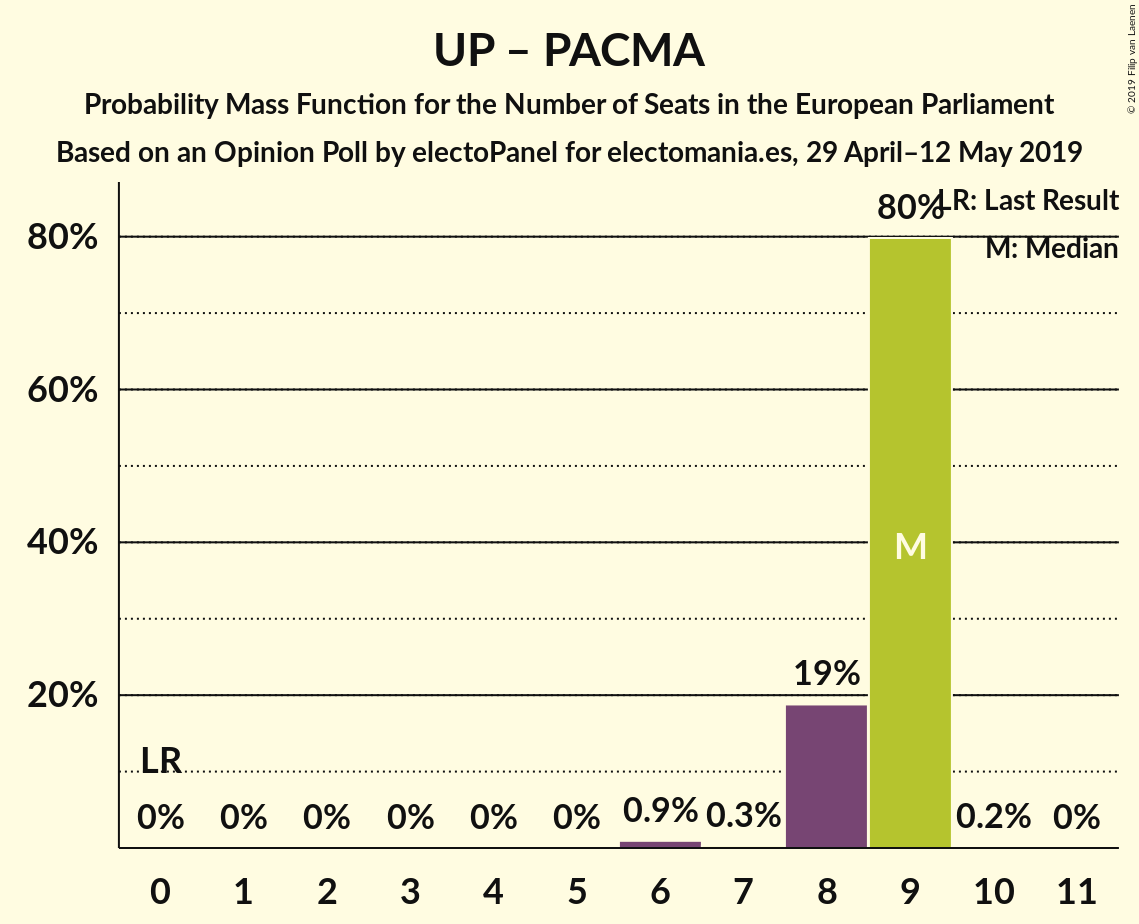 UP – PACMA
Probability Mass Function for the Number of Seats in the European Parliament
Based on an Opinion Poll by electoPanel for electomania.es, 29 April–12 May 2019
© 2019 Filip van Laenen
LR: Last Result
M: Median
80%
60%
40%
20%
LR
0%
0%
0%
0%
0%
0%
0.9%
0.3%
19%
80%
M
0.2%
0%
0 1 2 3 4 5 6 7 8 9 10 11